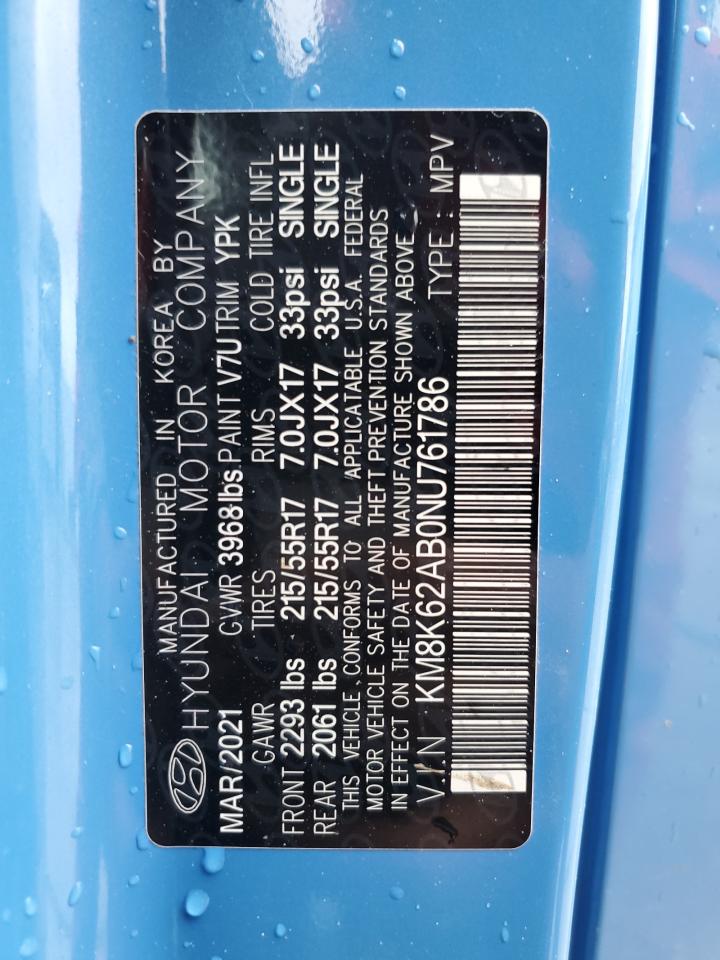 MANUFACTURED IN KOREA BY
HYUNDAI MOTOR COMPANY
MAR/2021 GVWR 3968 lbs. PAINT V7U TRIM YPK
GAWR TIRES RIMS COLD TIRE INFL
FRONT 2293 lbs 215/55R17 7.0JX17 33psi SINGLE
REAR 2061 lbs 215/55R17 7.0JX17 33psi SINGLE
THIS VEHICLE CONFORMS TO ALL APPLICATABLE U.S.A. FEDERAL
MOTOR VEHICLE SAFETY AND THEFT PREVENTION STANDARDS
IN EFFECT ON THE DATE OF MANUFACTURE SHOWN ABOVE.
V.I.N KM8K62AB0NU761786 TYPE : MPV